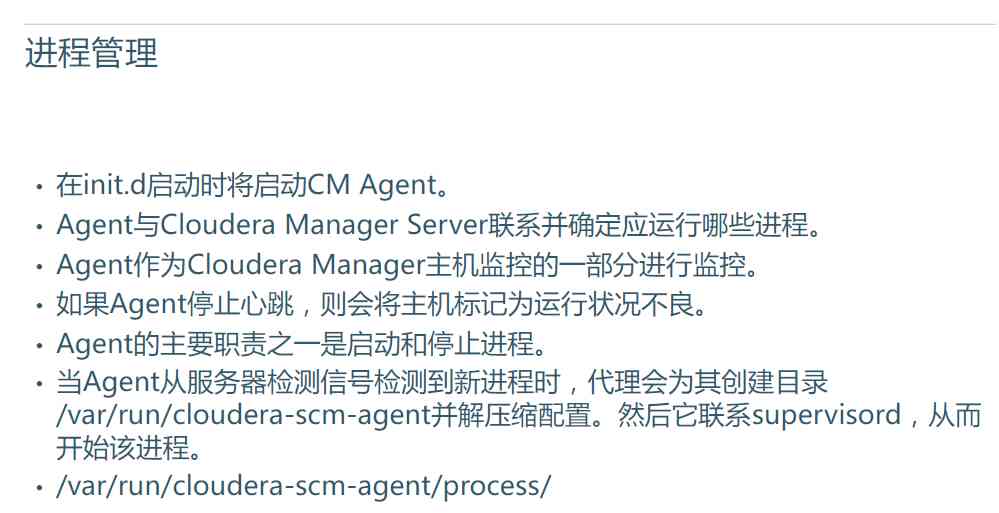 进程管理
• 在init.d启动时将启动CM Agent。
• Agent与Cloudera Manager Server联系并确定应运行哪些进程。
• Agent作为Cloudera Manager主机监控的一部分进行监控。
• 如果Agent停止心跳，则会将主机标记为运行状况不良。
• Agent的主要职责之一是启动和停止进程。
• 当Agent从服务器检测信号检测到新进程时，代理会为其创建目录
/var/run/cloudera-scm-agent并解压缩配置。然后它联系supervisord，从而
开始该进程。
• /var/run/cloudera-scm-agent/process/